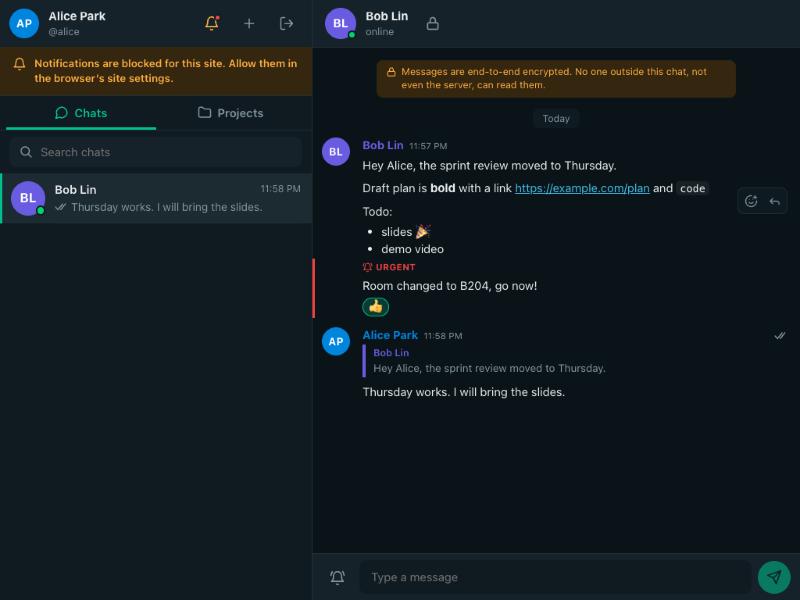 AP
Alice Park
@alice
Notifications are blocked for this site. Allow them in
the browser's site settings.
Chats
Projects
Search chats
BL
Bob Lin
11:58 PM
Thursday works. I will bring the slides.
BL
Bob Lin
online
Messages are end-to-end encrypted. No one outside this chat, not
even the server, can read them.
Today
BL
Bob Lin 11:57 PM
Hey Alice, the sprint review moved to Thursday.
Draft plan is bold with a link https://example.com/plan and code
Todo:
• slides 🎉
• demo video
URGENT
Room changed to B204, go now!
👍
AP
Alice Park 11:58 PM
Bob Lin
Hey Alice, the sprint review moved to Thursday.
Thursday works. I will bring the slides.
Type a message